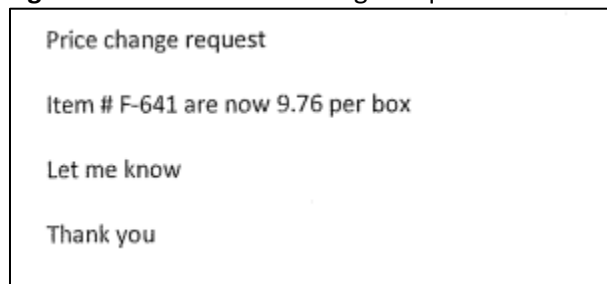 Price change request
Item # F-641 are now 9.76 per box
Let me know
Thank you